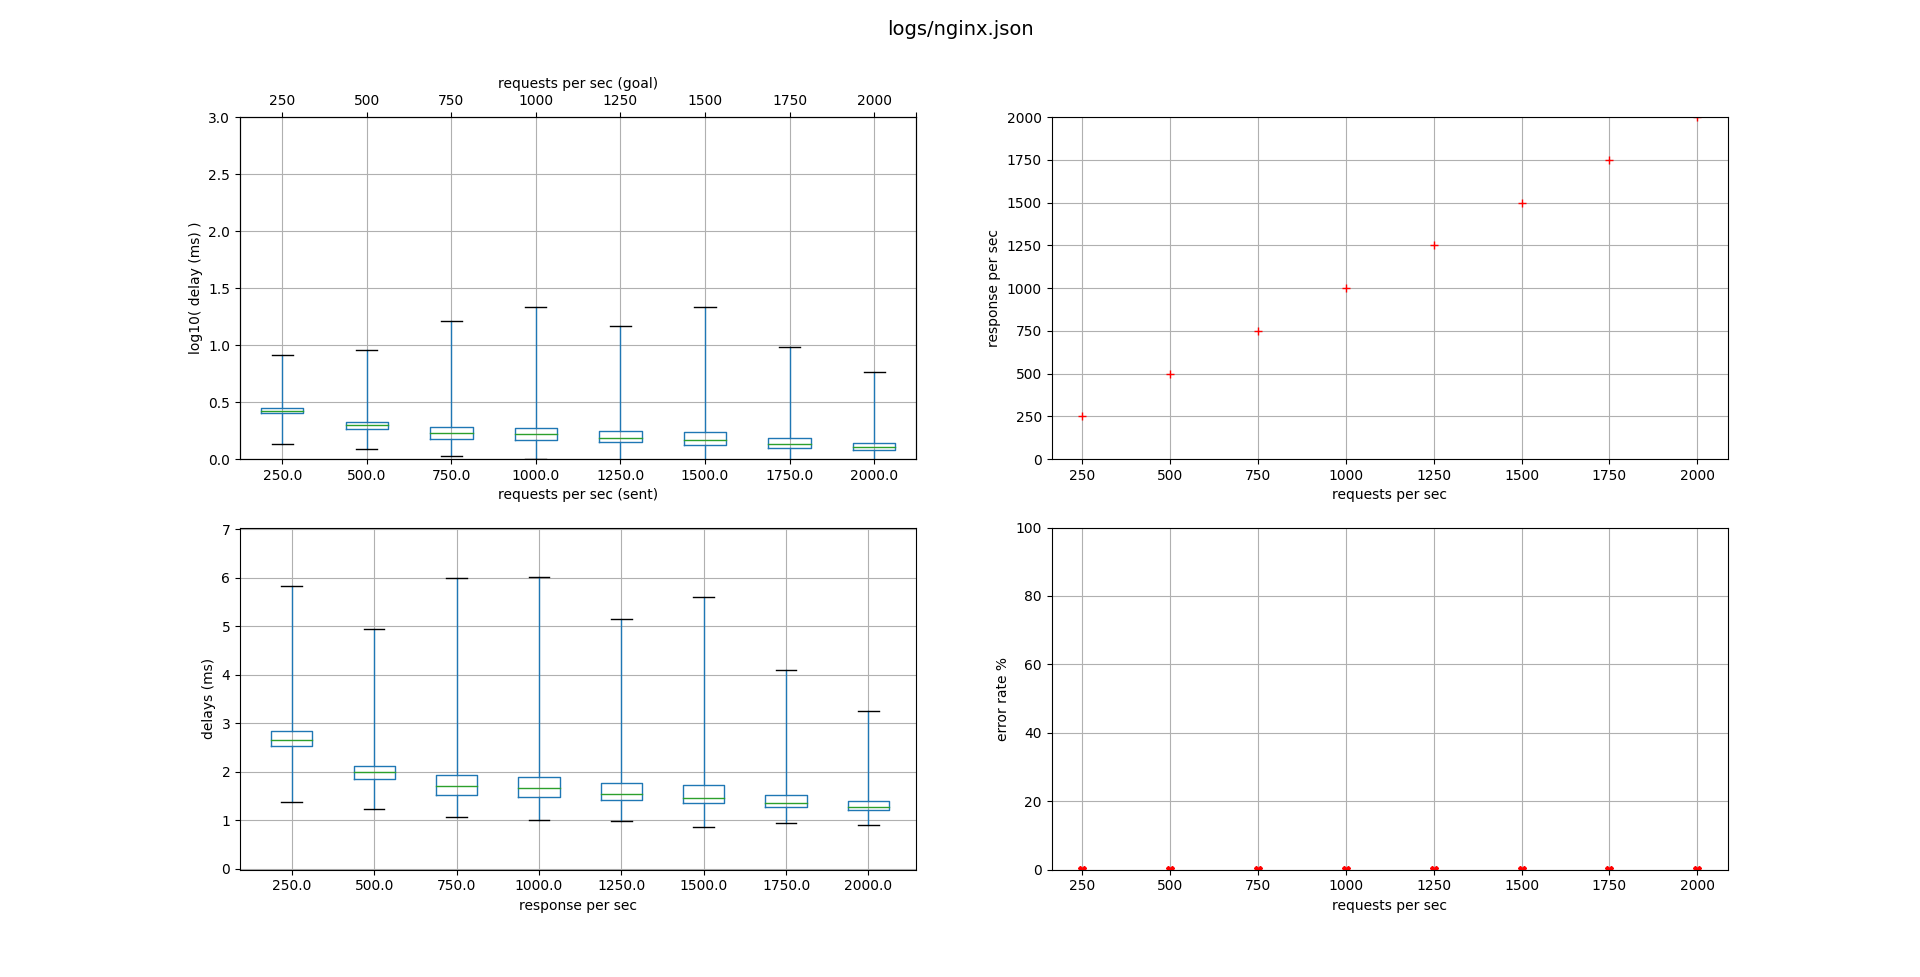 logs/nginx.json
requests per sec (goal)
250 500 750 1000 1250 1500 1750 2000
3.0
2.5
2.0
1.5
1.0
0.5
0.0
log10( delay (ms) )
250.0 500.0 750.0 1000.0 1250.0 1500.0 1750.0 2000.0
requests per sec (sent)
2000
1750
1500
1250
1000
750
500
250
0
response per sec
250 500 750 1000 1250 1500 1750 2000
requests per sec
7
6
5
4
3
2
1
0
delays (ms)
250.0 500.0 750.0 1000.0 1250.0 1500.0 1750.0 2000.0
response per sec
100
80
60
40
20
0
error rate %
250 500 750 1000 1250 1500 1750 2000
requests per sec